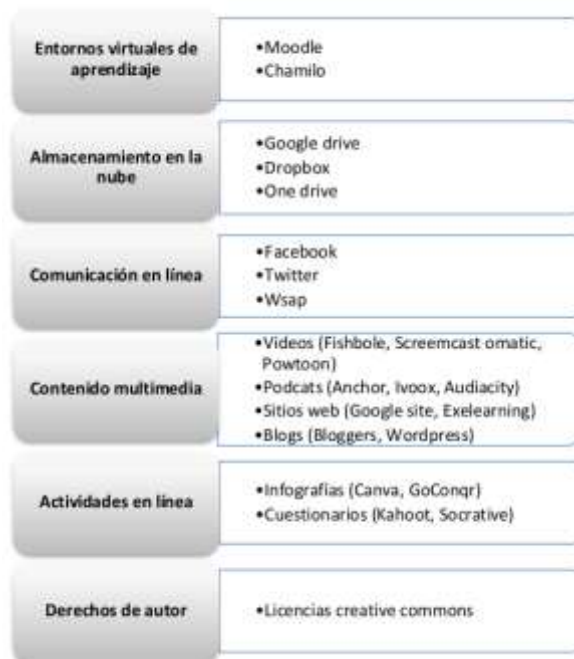 Entornos virtuales de
aprendizaje
•Moodle
•Chamilo
Almacenamiento en la
nube
•Google drive
•Dropbox
•One drive
Comunicación en línea
•Facebook
•Twitter
•Wsap
Contenido multimedia
•Videos (Fishbole, Screemcast omatic,
Powtoon)
•Podcats (Anchor, Ivoox, Audiacity)
•Sitios web (Google site, Exelearning)
•Blogs (Bloggers, Wordpress)
Actividades en línea
•Infografías (Canva, GoConqr)
•Cuestionarios (Kahoot, Socrative)
Derechos de autor
•Licencias creative commons